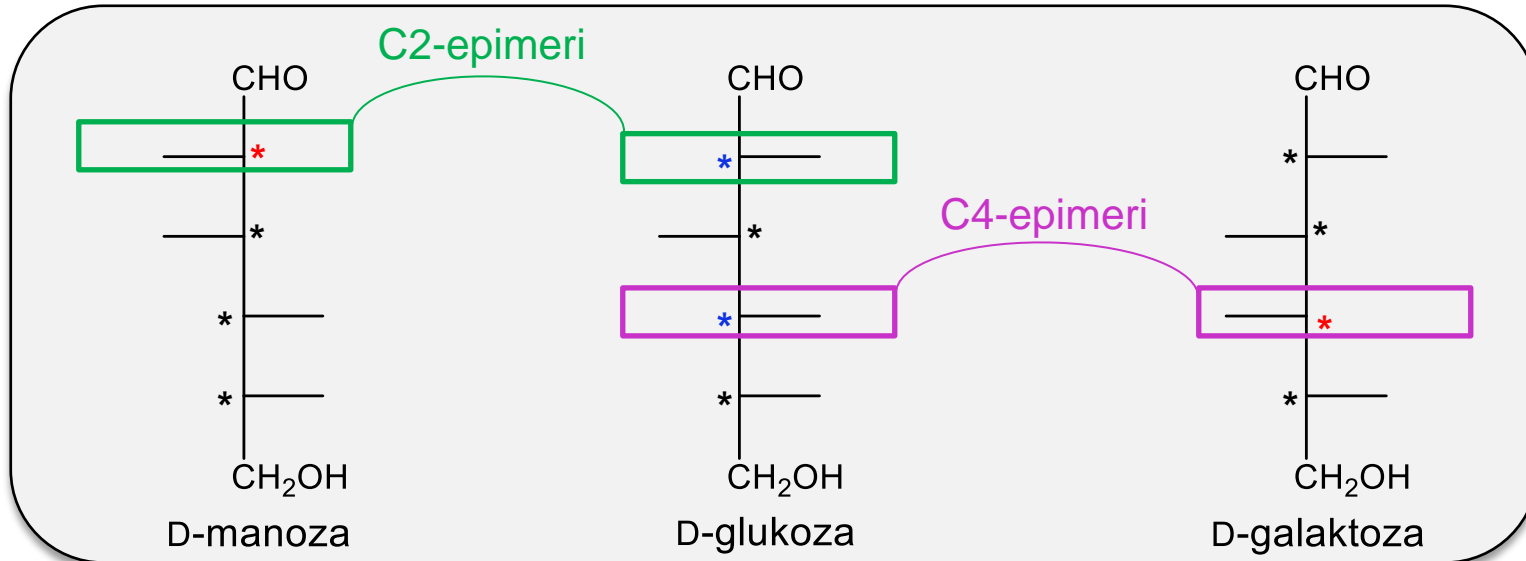 C2-epimeri
CHO CHO CHO
*
*
*
*
C4-epimeri
*
*
*
*
*
*
*
*
CH₂OH CH₂OH CH₂OH
D-manoza D-glukoza D-galaktoza